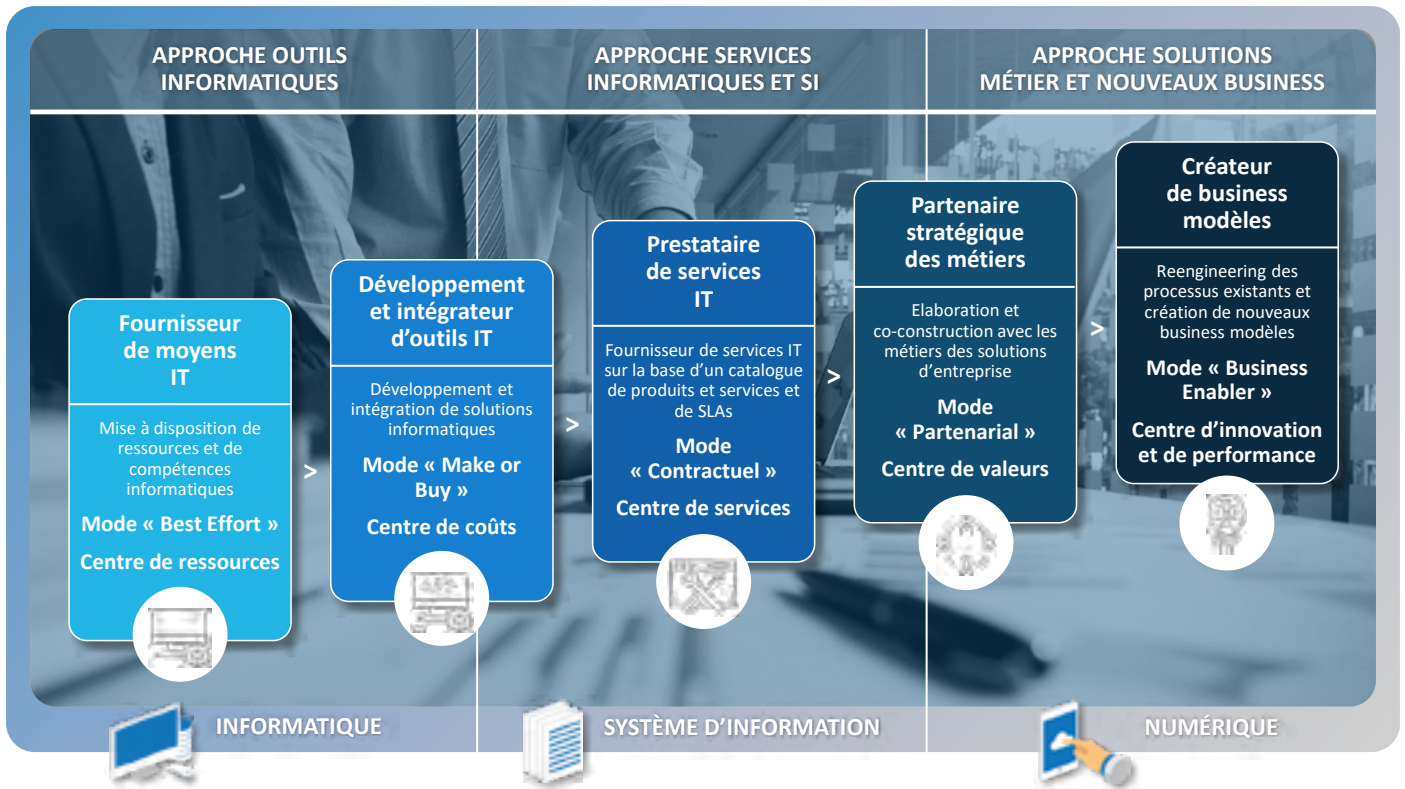 APPROCHE OUTILS
INFORMATIQUES
APPROCHE SERVICES
INFORMATIQUES ET SI
APPROCHE SOLUTIONS
MÉTIER ET NOUVEAUX BUSINESS
Fournisseur
de moyens
IT
Mise à disposition de
ressources et de
compétences
informatiques
Mode « Best Effort »
Centre de ressources
>
Développement
et intégrateur
d’outils IT
Développement et
intégration de solutions
informatiques
Mode « Make or
Buy »
Centre de coûts
>
Prestataire
de services
IT
Fournisseur de services IT
sur la base d’un catalogue
de produits et services et
de SLAs
Mode
« Contractuel »
Centre de services
>
Partenaire
stratégique
des métiers
Elaboration et
co-construction avec les
métiers des solutions
d’entreprise
Mode
« Partenarial »
Centre de valeurs
>
Créateur
de business
modèles
Reengineering des
processus existants et
création de nouveaux
business modèles
Mode « Business
Enabler »
Centre d’innovation
et de performance
INFORMATIQUE
SYSTÈME D’INFORMATION
NUMÉRIQUE